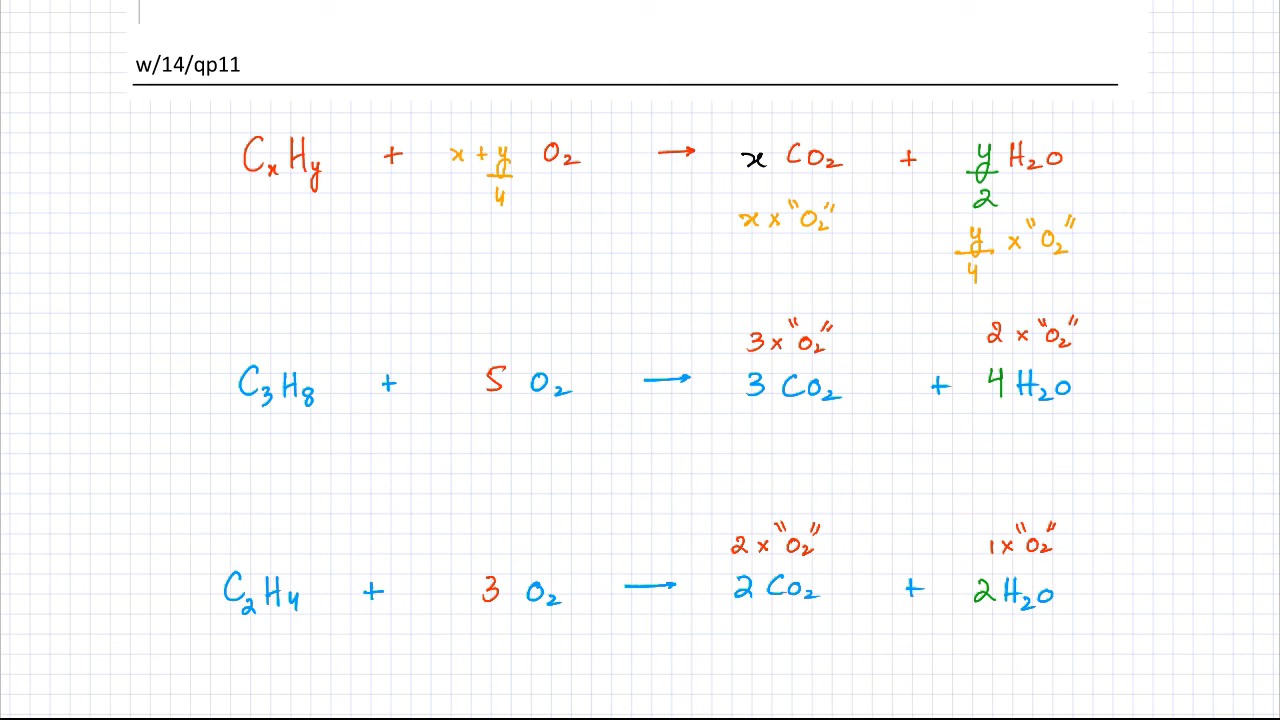 w/14/qp11
CₓHᵧ + x + y/4 O₂ → x CO₂ + y/2 H₂O
x × "O₂" y/4 × "O₂"
3 × "O₂" 2 × "O₂"
C₃H₈ + 5 O₂ → 3 CO₂ + 4 H₂O
2 × "O₂" 1 × "O₂"
C₂H₄ + 3 O₂ → 2 CO₂ + 2 H₂O